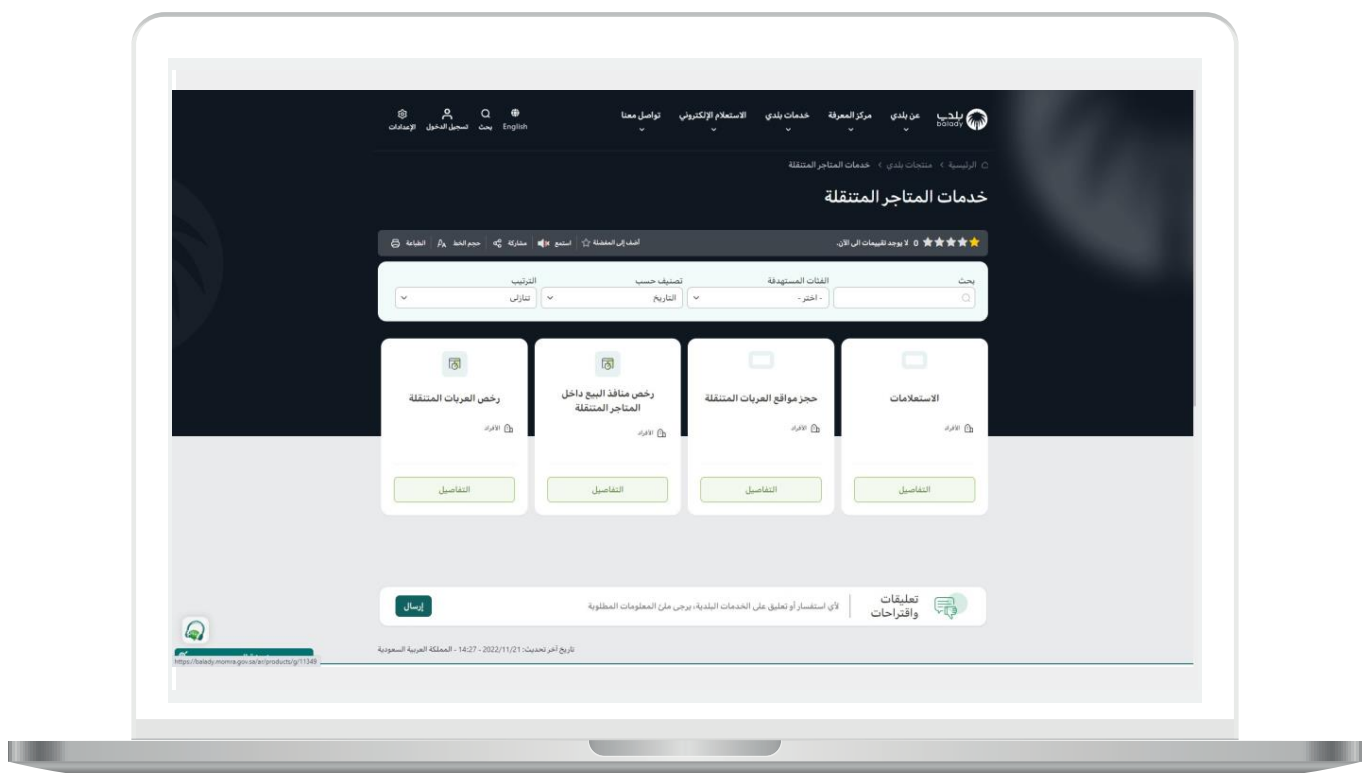 بلدي
balady
عن بلدي
مركز المعرفة
خدمات بلدي
الاستعلام الإلكتروني
تواصل معنا
English
بحث
تسجيل الدخول
الإعدادات
الرئيسية > منتجات بلدي > خدمات المتاجر المتنقلة
خدمات المتاجر المتنقلة
0 لا يوجد تقييمات الى الآن.
أضف إلى المفضلة
استمع
مشاركة
حجم الخط
الطباعة
بحث
الفئات المستهدفة
تصنيف حسب
الترتيب
- اختر -
التاريخ
تنازلي
الاستعلامات
الأفراد
التفاصيل
حجز مواقع العربات المتنقلة
الأفراد
التفاصيل
رخص منافذ البيع داخل
المتاجر المتنقلة
الأفراد
التفاصيل
رخص العربات المتنقلة
الأفراد
التفاصيل
تعليقات
واقتراحات
لأي استفسار أو تعليق على الخدمات البلدية، يرجى ملئ المعلومات المطلوبة
إرسال
تاريخ آخر تحديث: 2022/11/21 - 14:27 - المملكة العربية السعودية
https://balady.momra.gov.sa/ar/products/g/11349